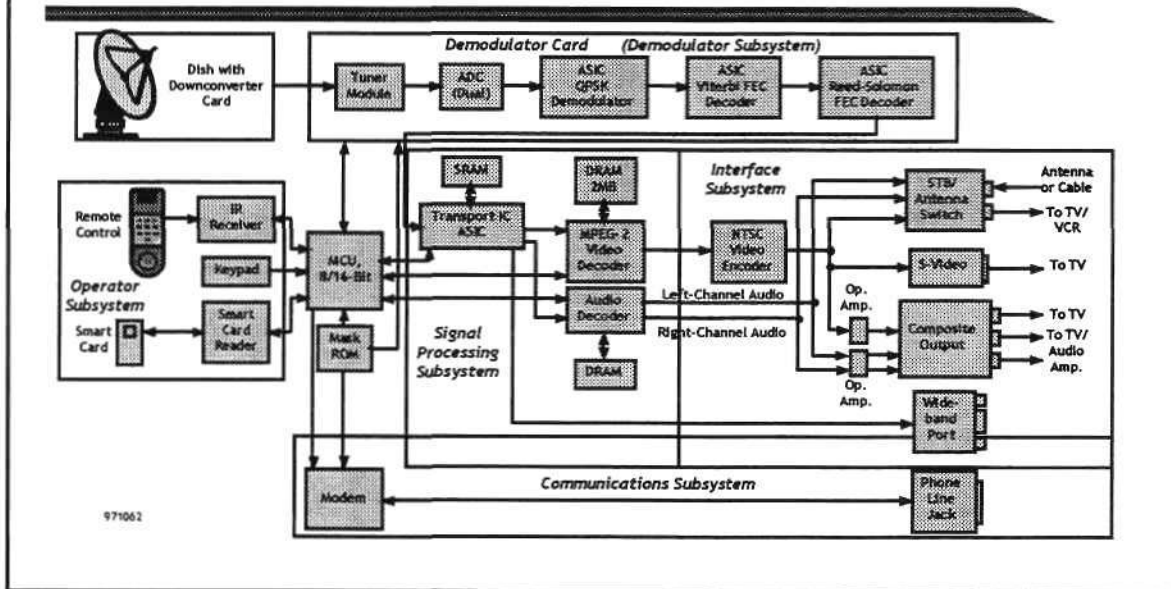 Demodulator Card (Demodulator Subsystem)
Dish with
Downconverter
Card
Tuner
Module
ADC
(Dual)
ASIC
QPSK
Demodulator
ASIC
Viterbi FEC
Decoder
ASIC
Reed-Soloman
FEC Decoder
Remote
Control
IR
Receiver
Keypad
Operator
Subsystem
Smart
Card
Smart
Card
Reader
MCU,
8/16-Bit
Mask
ROM
SRAM
Transport IC
ASIC
DRAM
2MB
MPEG-2
Video
Decoder
Audio
Decoder
DRAM
Signal
Processing
Subsystem
Interface
Subsystem
NTSC
Video
Encoder
Left-Channel Audio
Right-Channel Audio
STB/
Antenna
Switch
Antenna
or Cable
To TV/
VCR
S-Video
To TV
Op.
Amp.
Composite
Output
To TV
To TV/
Audio
Amp.
Op.
Amp.
Wide-
band
Port
Communications Subsystem
Modem
Phone
Line
Jack
971062